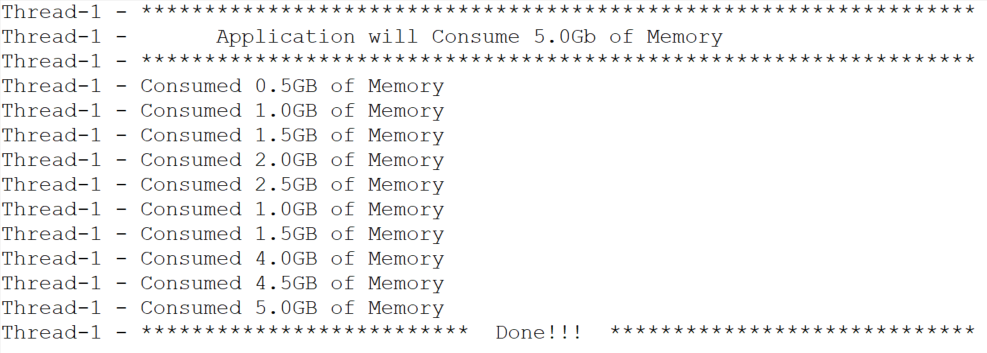 Thread-1 - ******************************************************************
Thread-1 -       Application will Consume 5.0Gb of Memory
Thread-1 - ******************************************************************
Thread-1 - Consumed 0.5GB of Memory
Thread-1 - Consumed 1.0GB of Memory
Thread-1 - Consumed 1.5GB of Memory
Thread-1 - Consumed 2.0GB of Memory
Thread-1 - Consumed 2.5GB of Memory
Thread-1 - Consumed 1.0GB of Memory
Thread-1 - Consumed 1.5GB of Memory
Thread-1 - Consumed 4.0GB of Memory
Thread-1 - Consumed 4.5GB of Memory
Thread-1 - Consumed 5.0GB of Memory
Thread-1 - **************************  Done!!!  *****************************